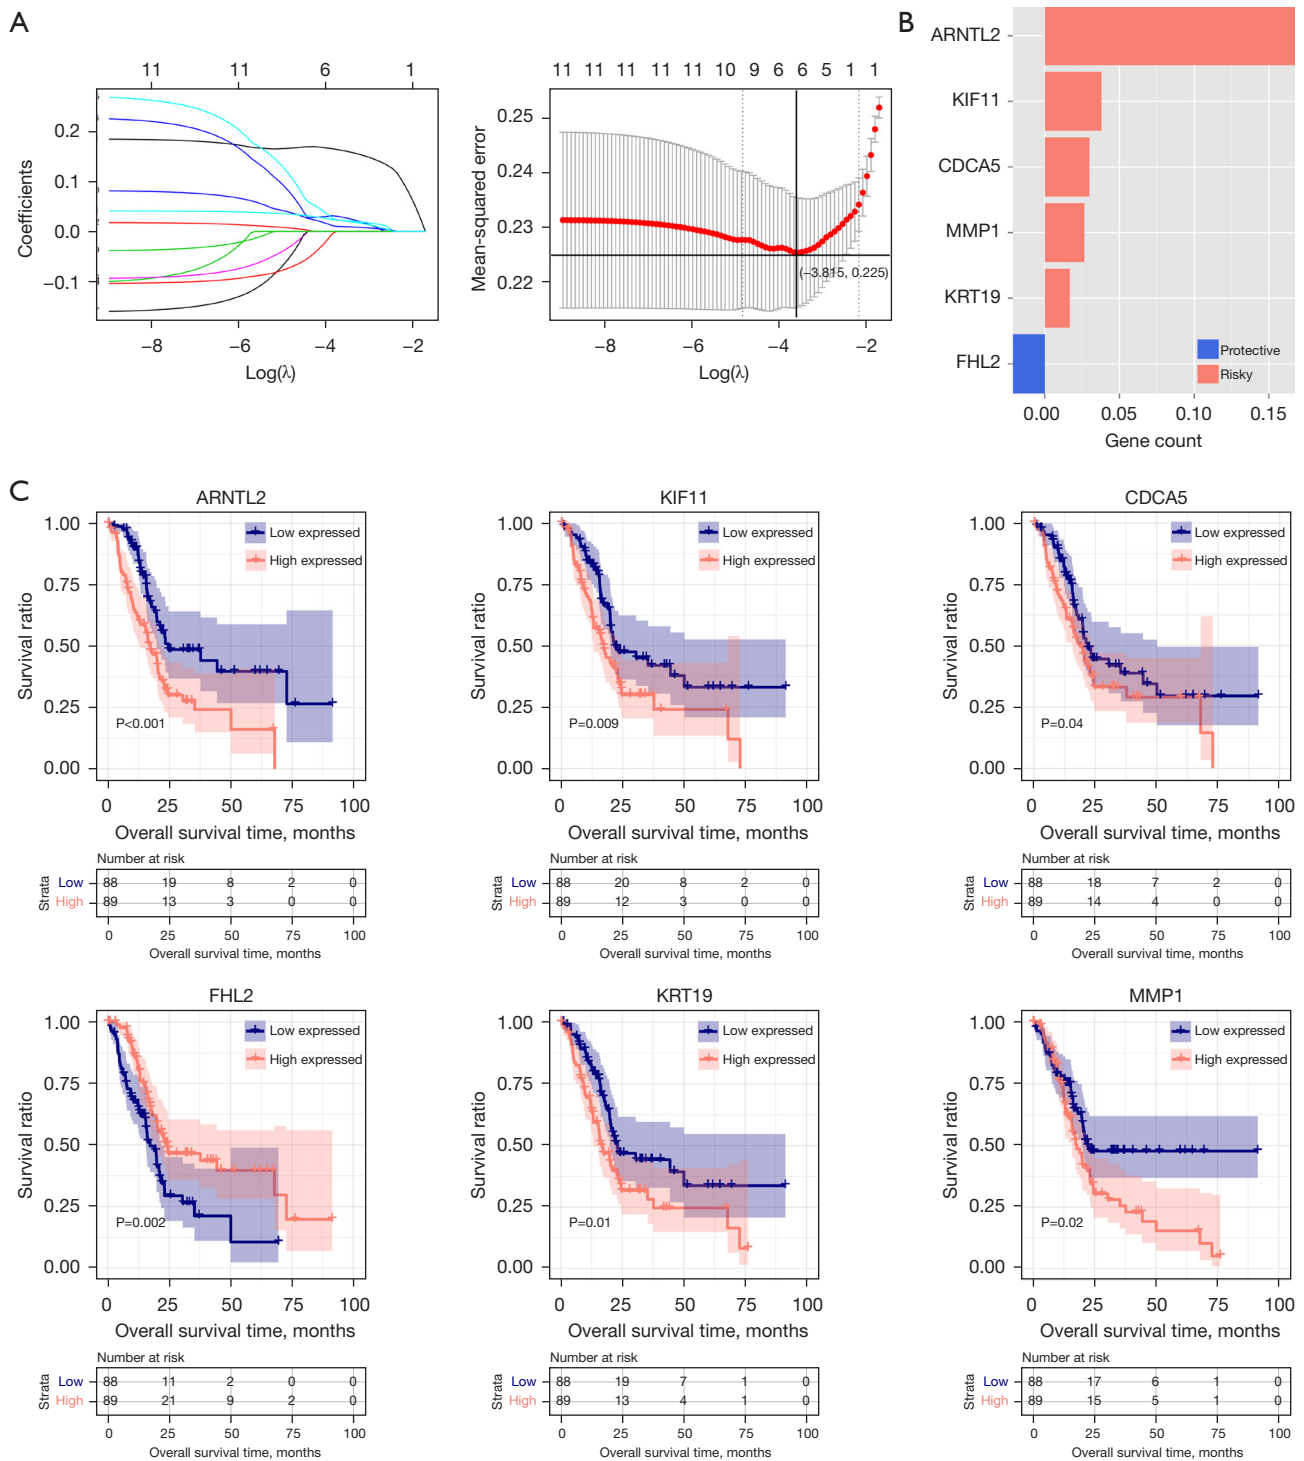 A
11 11 6 1
0.2
0.1
0.0
−0.1
Coefficients
−8 −6 −4 −2
Log(λ)
11 11 11 11 11 10 9 6 6 5 1 1
0.25
0.24
0.23
0.22
Mean-squared error
(−3.815, 0.225)
−8 −6 −4 −2
Log(λ)
B
ARNTL2
KIF11
CDCA5
MMP1
KRT19
FHL2
Protective
Risky
0.00 0.05 0.10 0.15
Gene count
C
ARNTL2
1.00
0.75
0.50
0.25
0.00
Survival ratio
Low expressed
High expressed
P<0.001
0 25 50 75 100
Overall survival time, months
Number at risk
Strata
Low 88 19 8 2 0
High 89 13 3 0 0
0 25 50 75 100
Overall survival time, months
KIF11
1.00
0.75
0.50
0.25
0.00
Survival ratio
Low expressed
High expressed
P=0.009
0 25 50 75 100
Overall survival time, months
Number at risk
Strata
Low 88 20 8 2 0
High 89 12 3 0 0
0 25 50 75 100
Overall survival time, months
CDCA5
1.00
0.75
0.50
0.25
0.00
Survival ratio
Low expressed
High expressed
P=0.04
0 25 50 75 100
Overall survival time, months
Number at risk
Strata
Low 88 18 7 2 0
High 89 14 4 0 0
0 25 50 75 100
Overall survival time, months
FHL2
1.00
0.75
0.50
0.25
0.00
Survival ratio
Low expressed
High expressed
P=0.002
0 25 50 75 100
Overall survival time, months
Number at risk
Strata
Low 88 11 2 0 0
High 89 21 9 2 0
0 25 50 75 100
Overall survival time, months
KRT19
1.00
0.75
0.50
0.25
0.00
Survival ratio
Low expressed
High expressed
P=0.01
0 25 50 75 100
Overall survival time, months
Number at risk
Strata
Low 88 19 7 1 0
High 89 13 4 1 0
0 25 50 75 100
Overall survival time, months
MMP1
1.00
0.75
0.50
0.25
0.00
Survival ratio
Low expressed
High expressed
P=0.02
0 25 50 75 100
Overall survival time, months
Number at risk
Strata
Low 88 17 6 1 0
High 89 15 5 1 0
0 25 50 75 100
Overall survival time, months